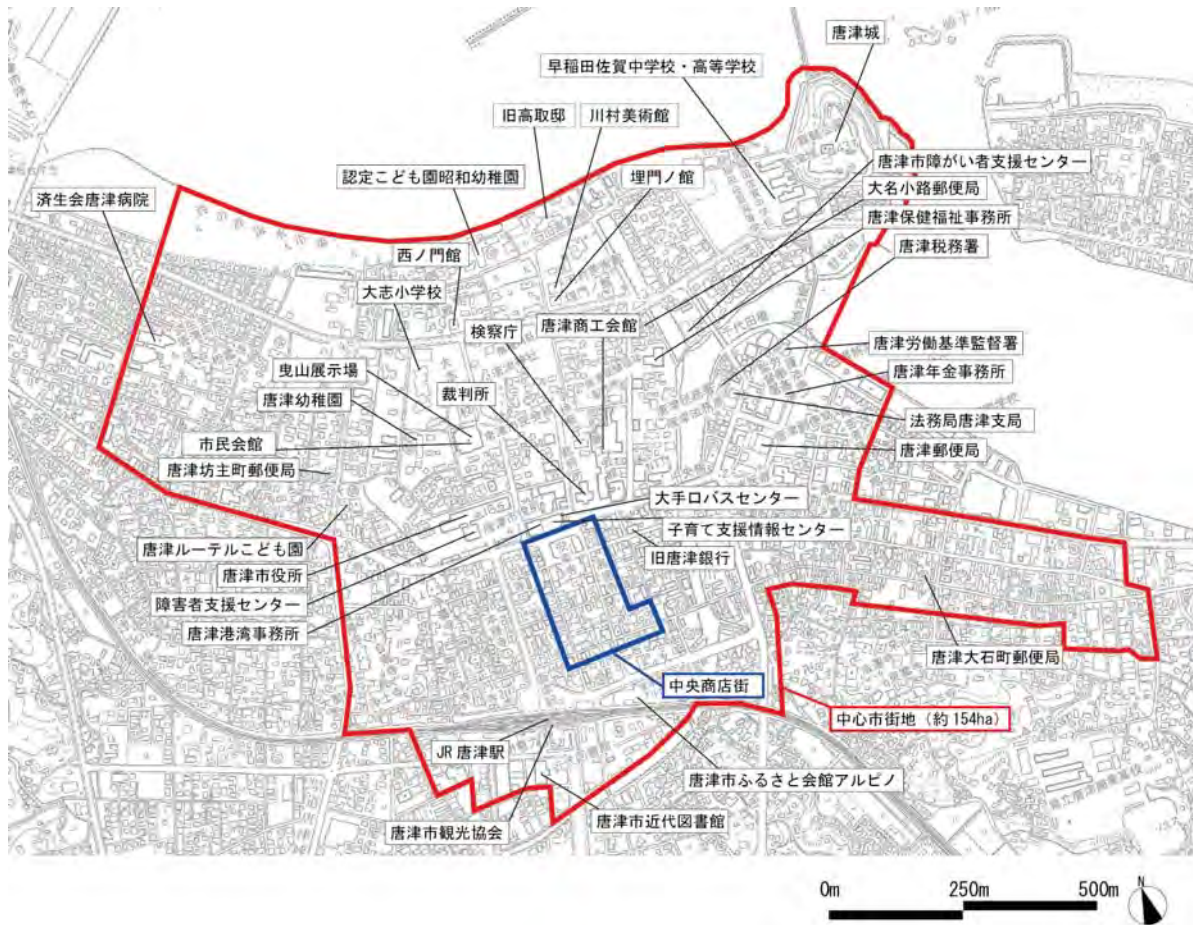 唐津城
早稲田佐賀中学校・高等学校
旧高取邸
川村美術館
唐津市障がい者支援センター
認定こども園昭和幼稚園
埋門ノ館
大名小路郵便局
済生会唐津病院
唐津保健福祉事務所
西ノ門館
唐津税務署
大志小学校
検察庁
唐津商工会館
唐津労働基準監督署
曳山展示場
唐津年金事務所
裁判所
唐津幼稚園
法務局唐津支局
市民会館
唐津郵便局
唐津坊主町郵便局
大手口バスセンター
子育て支援情報センター
唐津ルーテルこども園
旧唐津銀行
唐津市役所
障害者支援センター
唐津港湾事務所
唐津大石町郵便局
中央商店街
中心市街地（約154ha）
JR唐津駅
唐津市ふるさと会館アルピノ
唐津市観光協会
唐津市近代図書館
0m 250m 500m
N